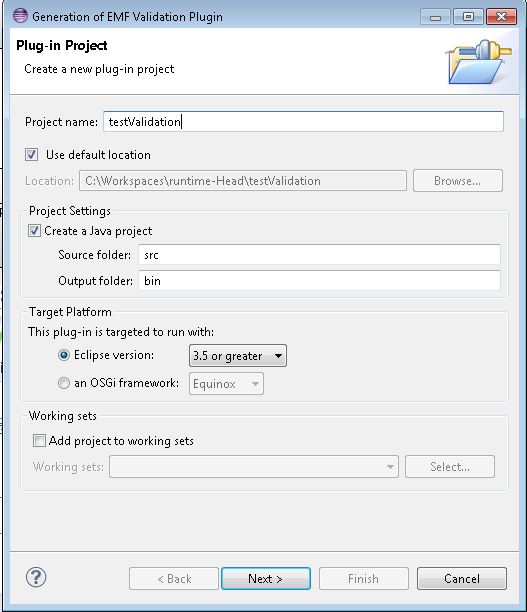 Generation of EMF Validation Plugin
Plug-in Project
Create a new plug-in project
Project name: testValidation
Use default location
Location: C:\Workspaces\runtime-Head\testValidation Browse...
Project Settings
Create a Java project
Source folder: src
Output folder: bin
Target Platform
This plug-in is targeted to run with:
Eclipse version: 3.5 or greater
an OSGi framework: Equinox
Working sets
Add project to working sets
Working sets: Select...
? < Back Next > Finish Cancel